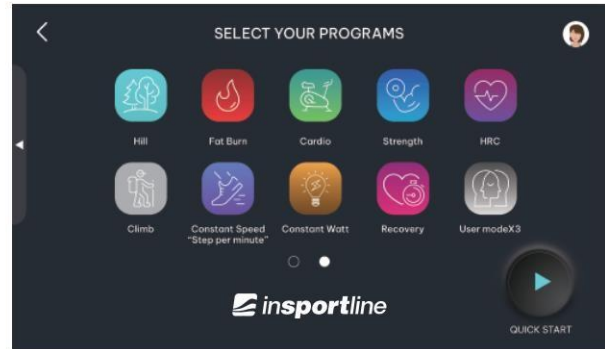 SELECT YOUR PROGRAMS
Hill
Fat Burn
Cardio
Strength
HRC
Climb
Constant Speed
"Step per minute"
Constant Watt
Recovery
User modeX3
insportline
QUICK START